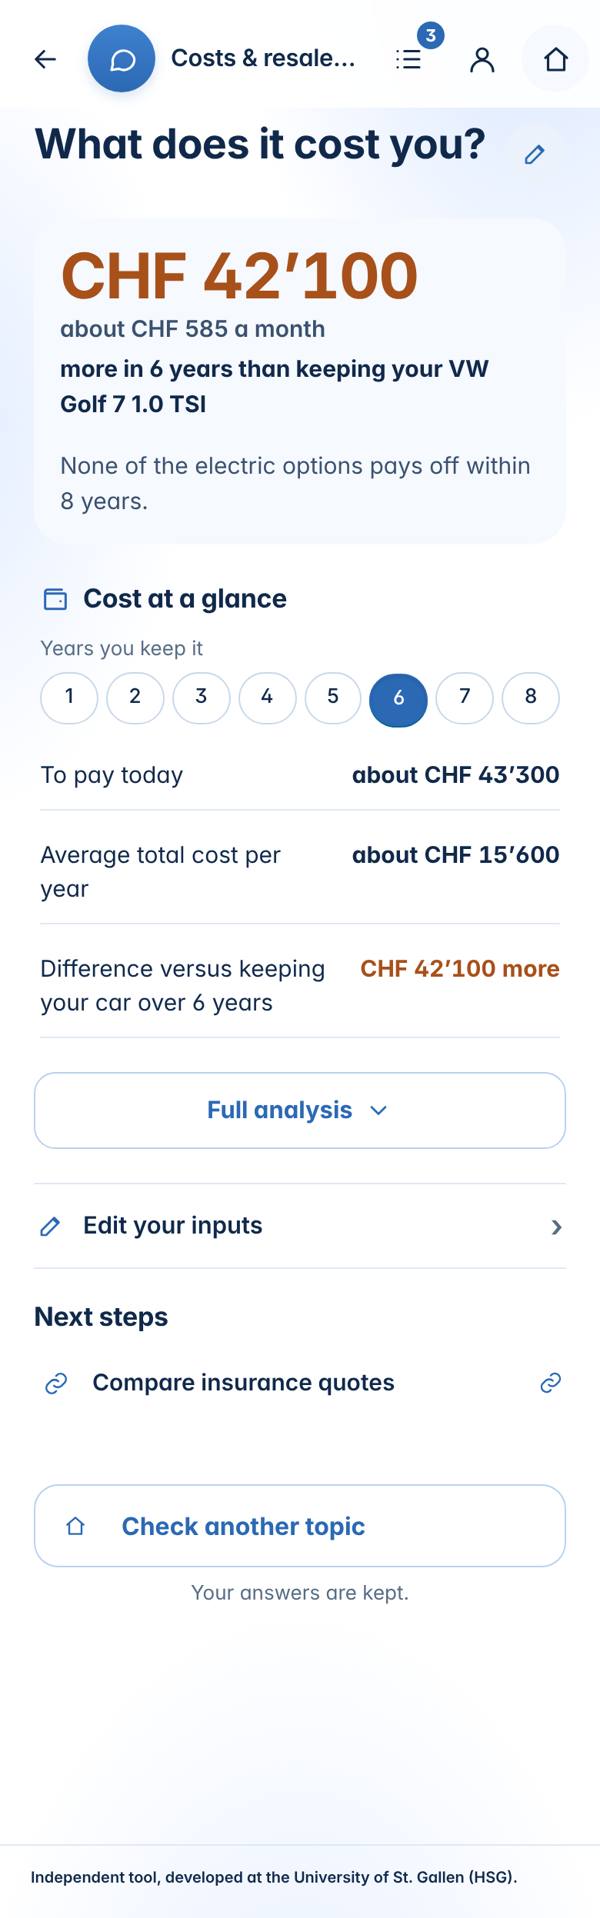 Costs & resale...
3
What does it cost you?
CHF 42’100
about CHF 585 a month
more in 6 years than keeping your VW
Golf 7 1.0 TSI
None of the electric options pays off within
8 years.
Cost at a glance
Years you keep it
1 2 3 4 5 6 7 8
To pay today about CHF 43’300
Average total cost per about CHF 15’600
year
Difference versus keeping CHF 42’100 more
your car over 6 years
Full analysis
Edit your inputs
Next steps
Compare insurance quotes
Check another topic
Your answers are kept.
Independent tool, developed at the University of St. Gallen (HSG).